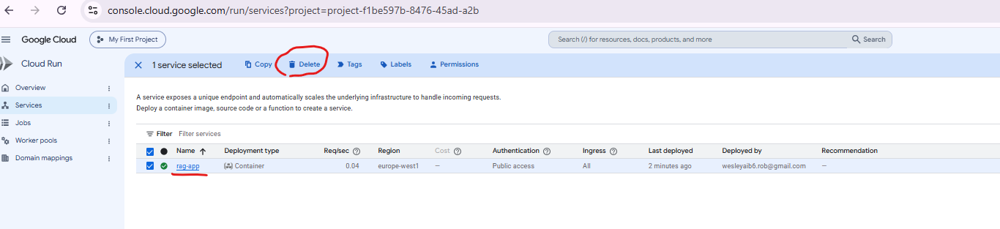 console.cloud.google.com/run/services?project=project-f1be597b-8476-45ad-a2b
Google Cloud My First Project Search (/) for resources, docs, products, and more Search
Cloud Run 1 service selected Copy Delete Tags Labels Permissions
Overview
Services
Jobs
Worker pools
Domain mappings
A service exposes a unique endpoint and automatically scales the underlying infrastructure to handle incoming requests.
Deploy a container image, source code or a function to create a service.
Filter Filter services
Name Deployment type Req/sec Region Cost Authentication Ingress Last deployed Deployed by Recommendation
rag-app Container 0.04 europe-west1 — Public access All 2 minutes ago wesleyaib6.rob@gmail.com —